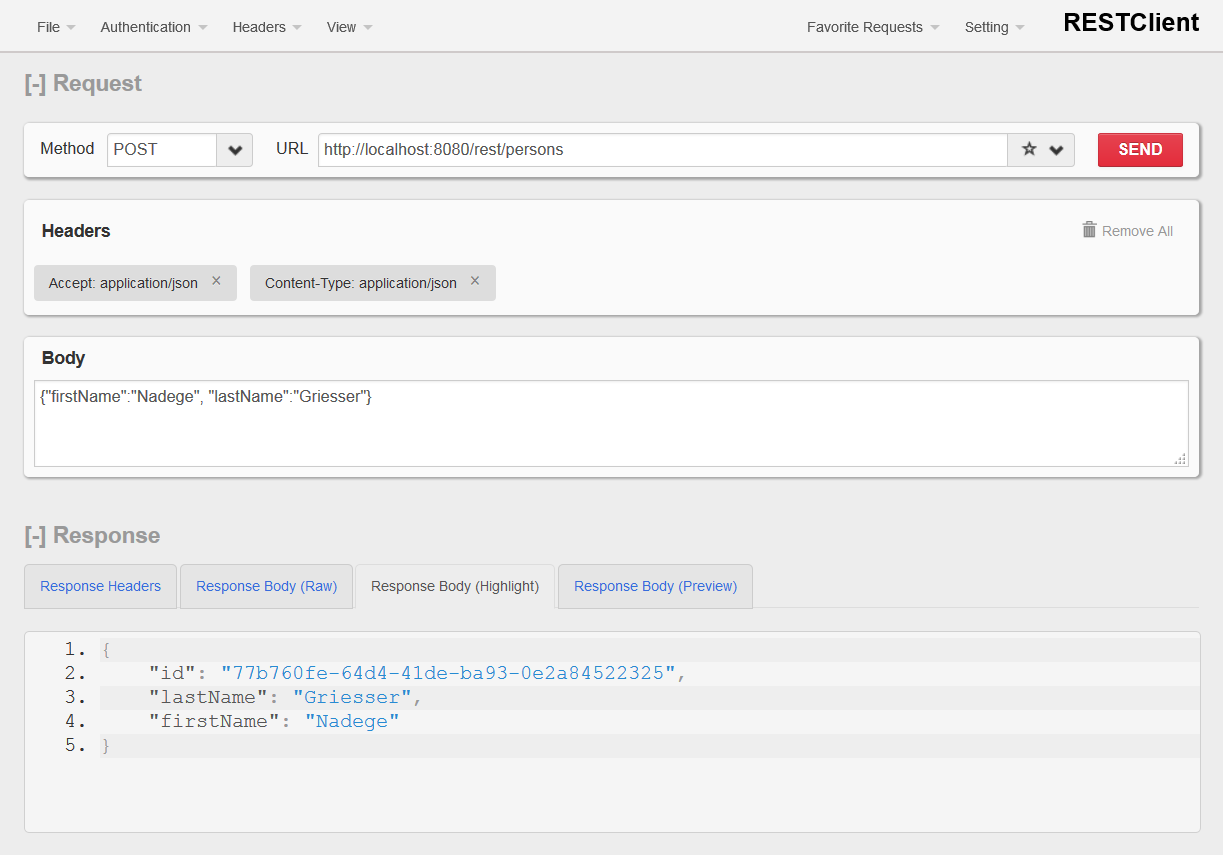 File Authentication Headers View Favorite Requests Setting RESTClient
[-] Request
Method POST URL http://localhost:8080/rest/persons SEND
Headers Remove All
Accept: application/json × Content-Type: application/json ×
Body
{"firstName":"Nadege", "lastName":"Griesser"}
[-] Response
Response Headers Response Body (Raw) Response Body (Highlight) Response Body (Preview)
1. {
2. "id": "77b760fe-64d4-41de-ba93-0e2a84522325",
3. "lastName": "Griesser",
4. "firstName": "Nadege"
5. }